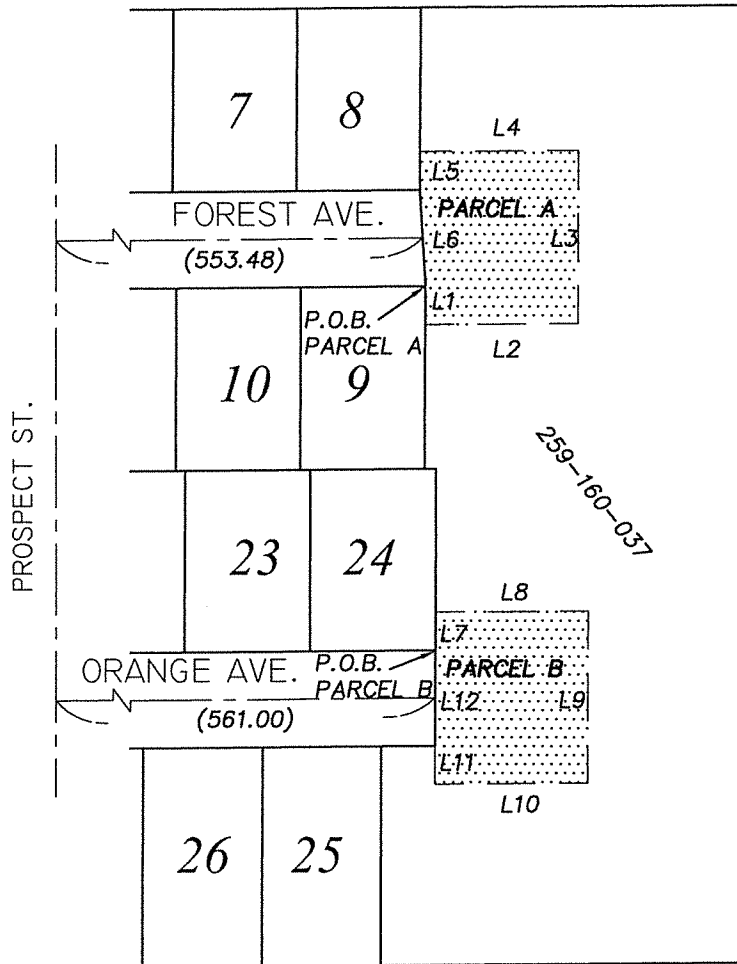 7
8
L4
L5
PARCEL A
FOREST AVE.
L6
L3
(553.48)
L1
P.O.B.
PARCEL A
L2
10
9
PROSPECT ST.
259-160-037
23
24
L8
L7
ORANGE AVE.
P.O.B.
PARCEL B
PARCEL B
L12
L9
(561.00)
L11
L10
26
25